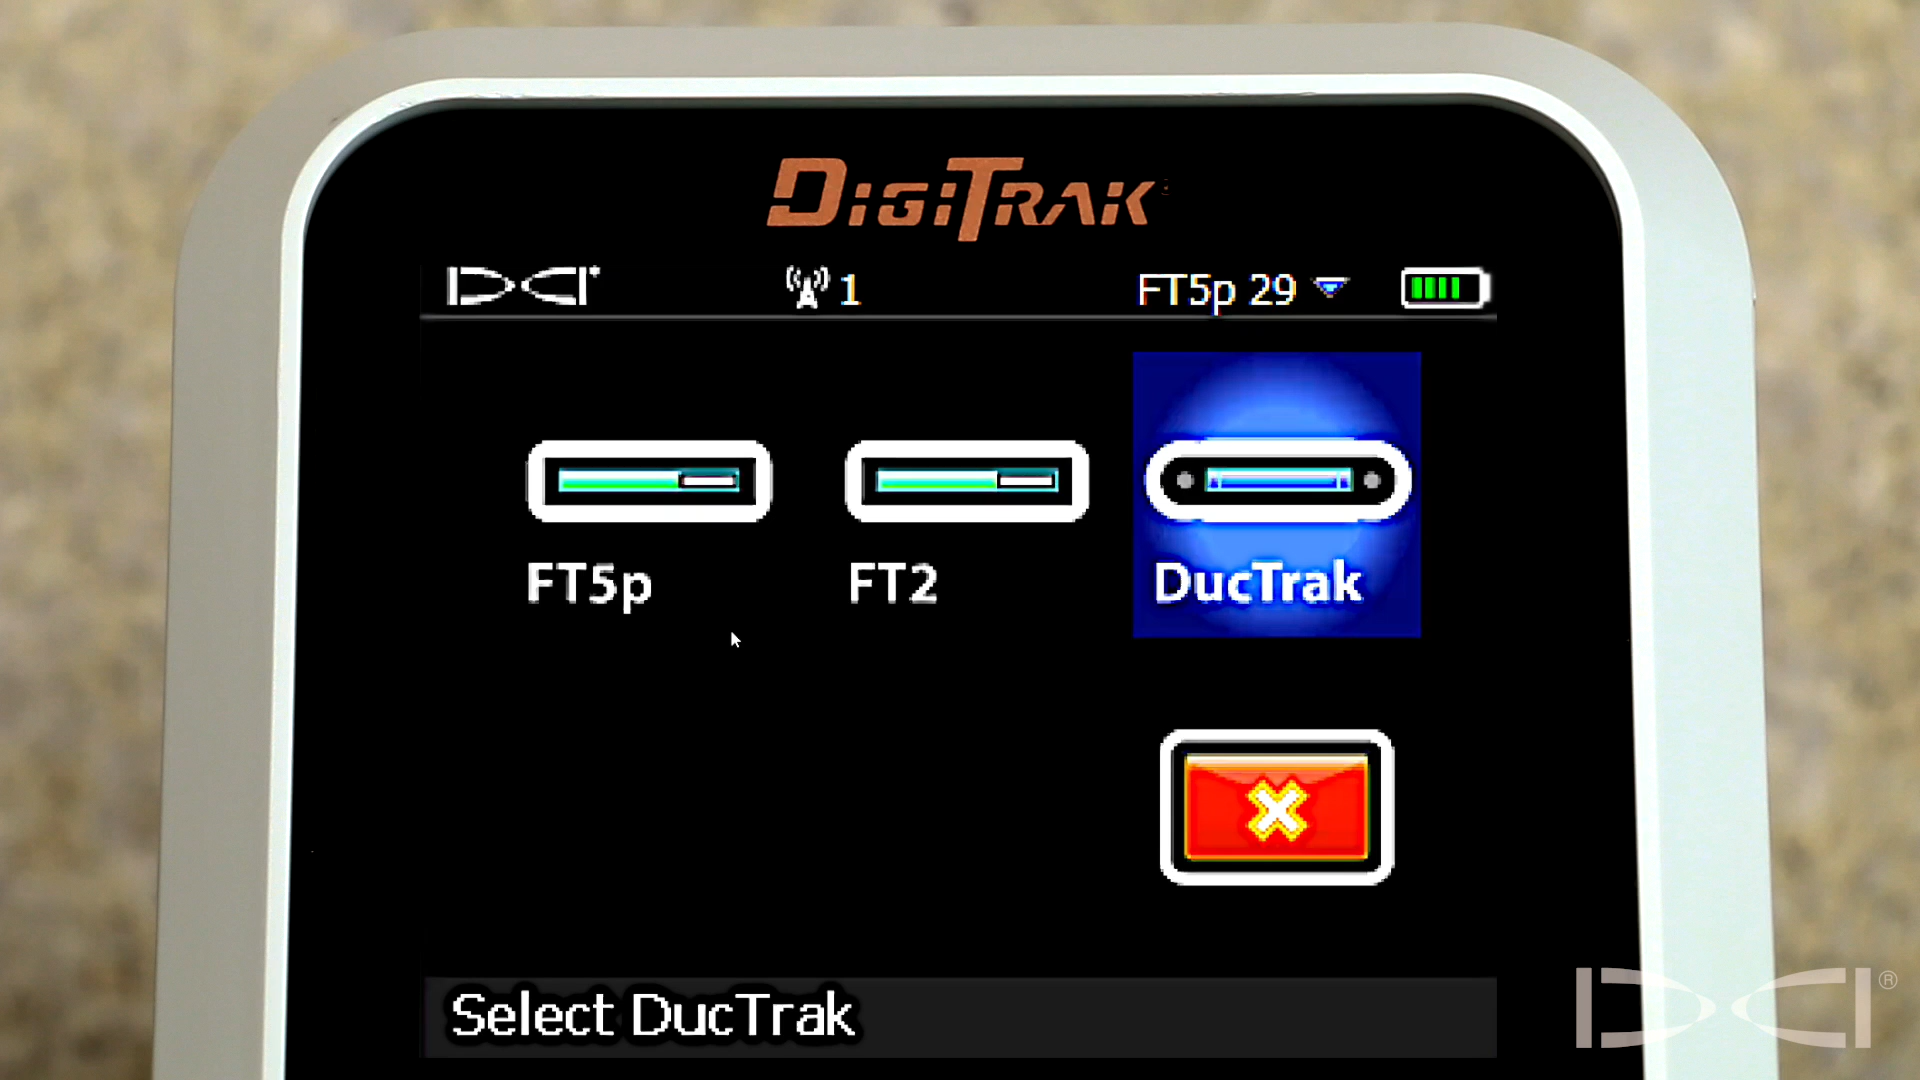 DIGITRAK
DCI
1
FT5p 29
FT5p
FT2
DucTrak
Select DucTrak
DCI®